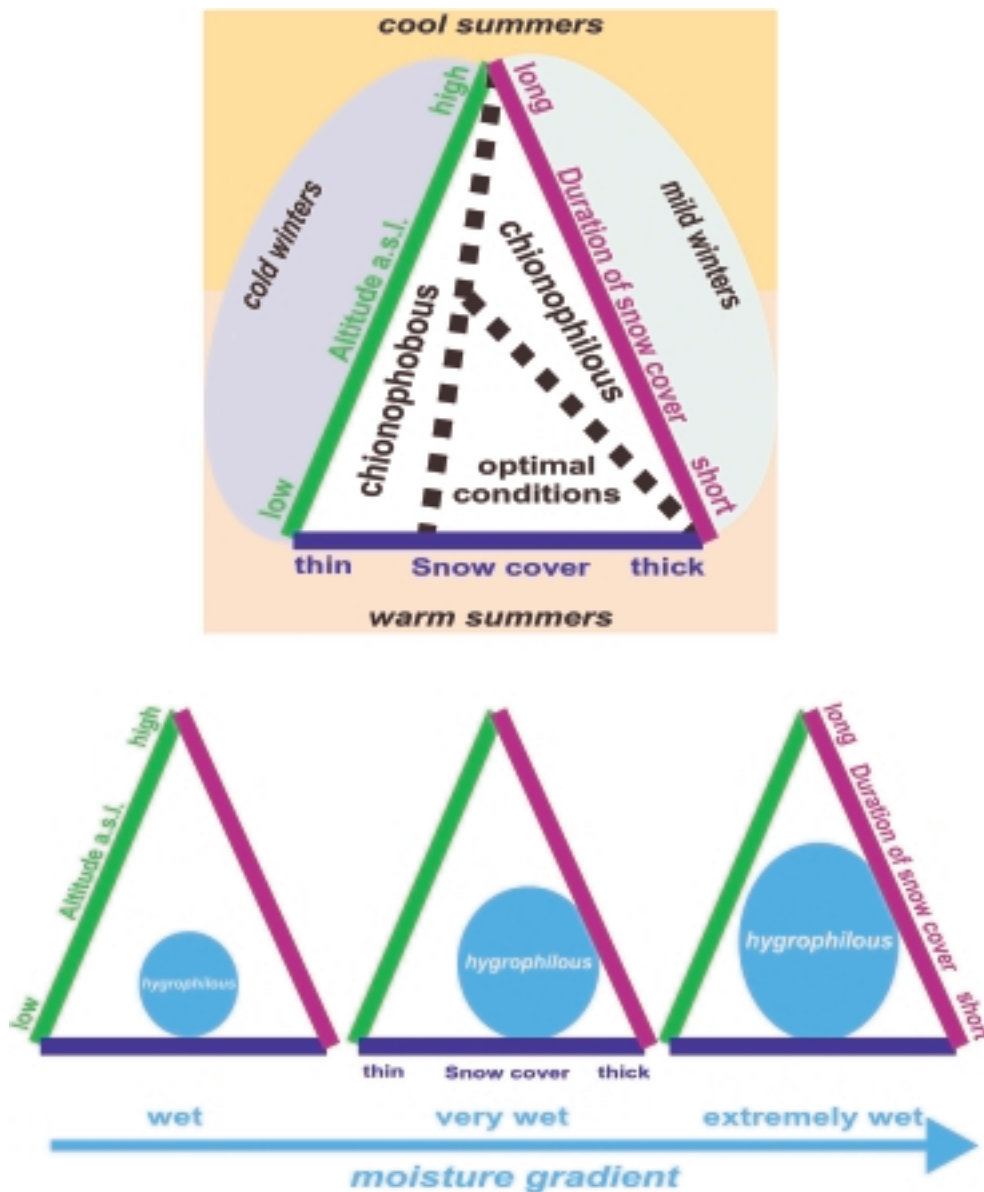 cool summers
high
long
cold winters
Altitude a.s.l.
Duration of snow cover
mild winters
chionophobous
chionophilous
optimal
conditions
low
short
thin Snow cover thick
warm summers
high
long
Altitude a.s.l.
Duration of snow cover
hygrophilous
hygrophilous
hygrophilous
low
short
thin Snow cover thick
wet very wet extremely wet
moisture gradient